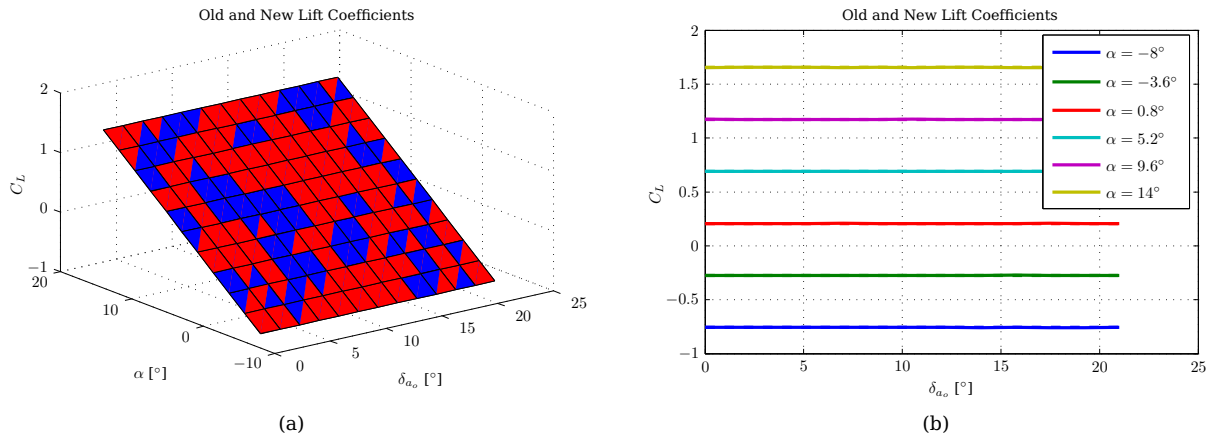 Old and New Lift Coefficients
2
1
0
−1
C_L
20
10
0
−10
α [°]
0
5
10
15
20
25
δ_{a_o} [°]
(a)
Old and New Lift Coefficients
2
1.5
1
0.5
0
−0.5
−1
C_L
0
5
10
15
20
25
δ_{a_o} [°]
α = −8°
α = −3.6°
α = 0.8°
α = 5.2°
α = 9.6°
α = 14°
(b)